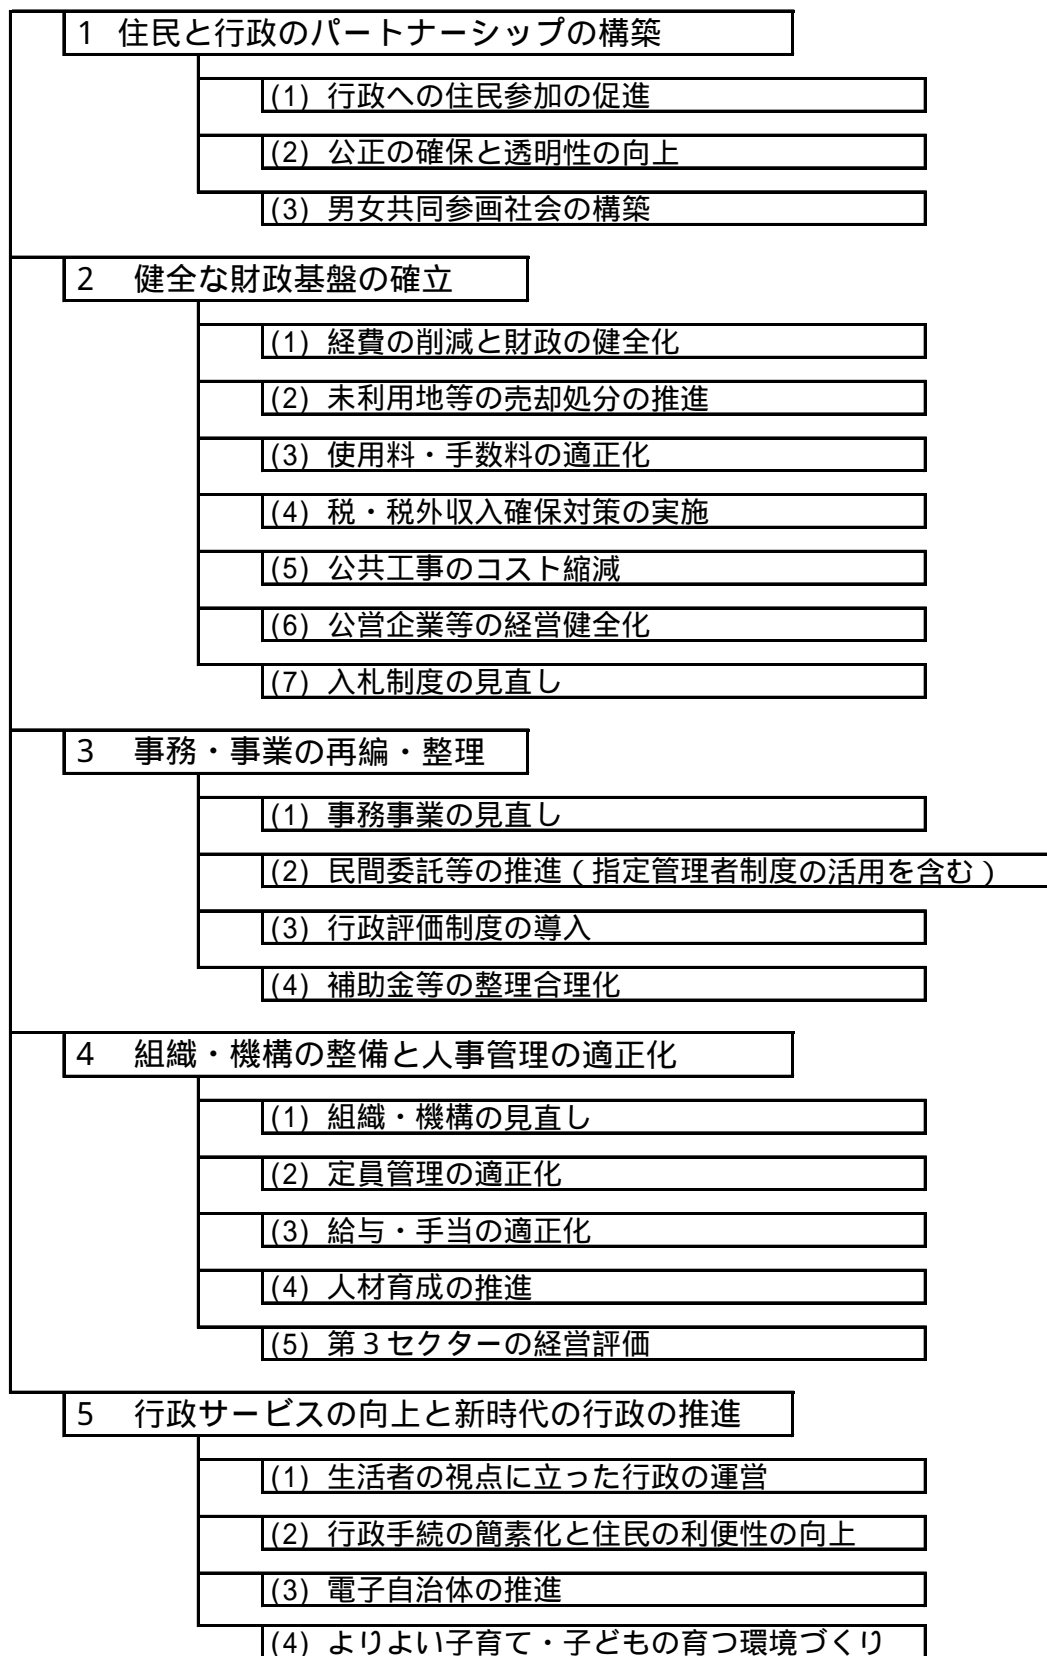 1 住民と行政のパートナーシップの構築
(1) 行政への住民参加の促進
(2) 公正の確保と透明性の向上
(3) 男女共同参画社会の構築
2 健全な財政基盤の確立
(1) 経費の削減と財政の健全化
(2) 未利用地等の売却処分の推進
(3) 使用料・手数料の適正化
(4) 税・税外収入確保対策の実施
(5) 公共工事のコスト縮減
(6) 公営企業等の経営健全化
(7) 入札制度の見直し
3 事務・事業の再編・整理
(1) 事務事業の見直し
(2) 民間委託等の推進（指定管理者制度の活用を含む）
(3) 行政評価制度の導入
(4) 補助金等の整理合理化
4 組織・機構の整備と人事管理の適正化
(1) 組織・機構の見直し
(2) 定員管理の適正化
(3) 給与・手当の適正化
(4) 人材育成の推進
(5) 第３セクターの経営評価
5 行政サービスの向上と新時代の行政の推進
(1) 生活者の視点に立った行政の運営
(2) 行政手続の簡素化と住民の利便性の向上
(3) 電子自治体の推進
(4) よりよい子育て・子どもの育つ環境づくり